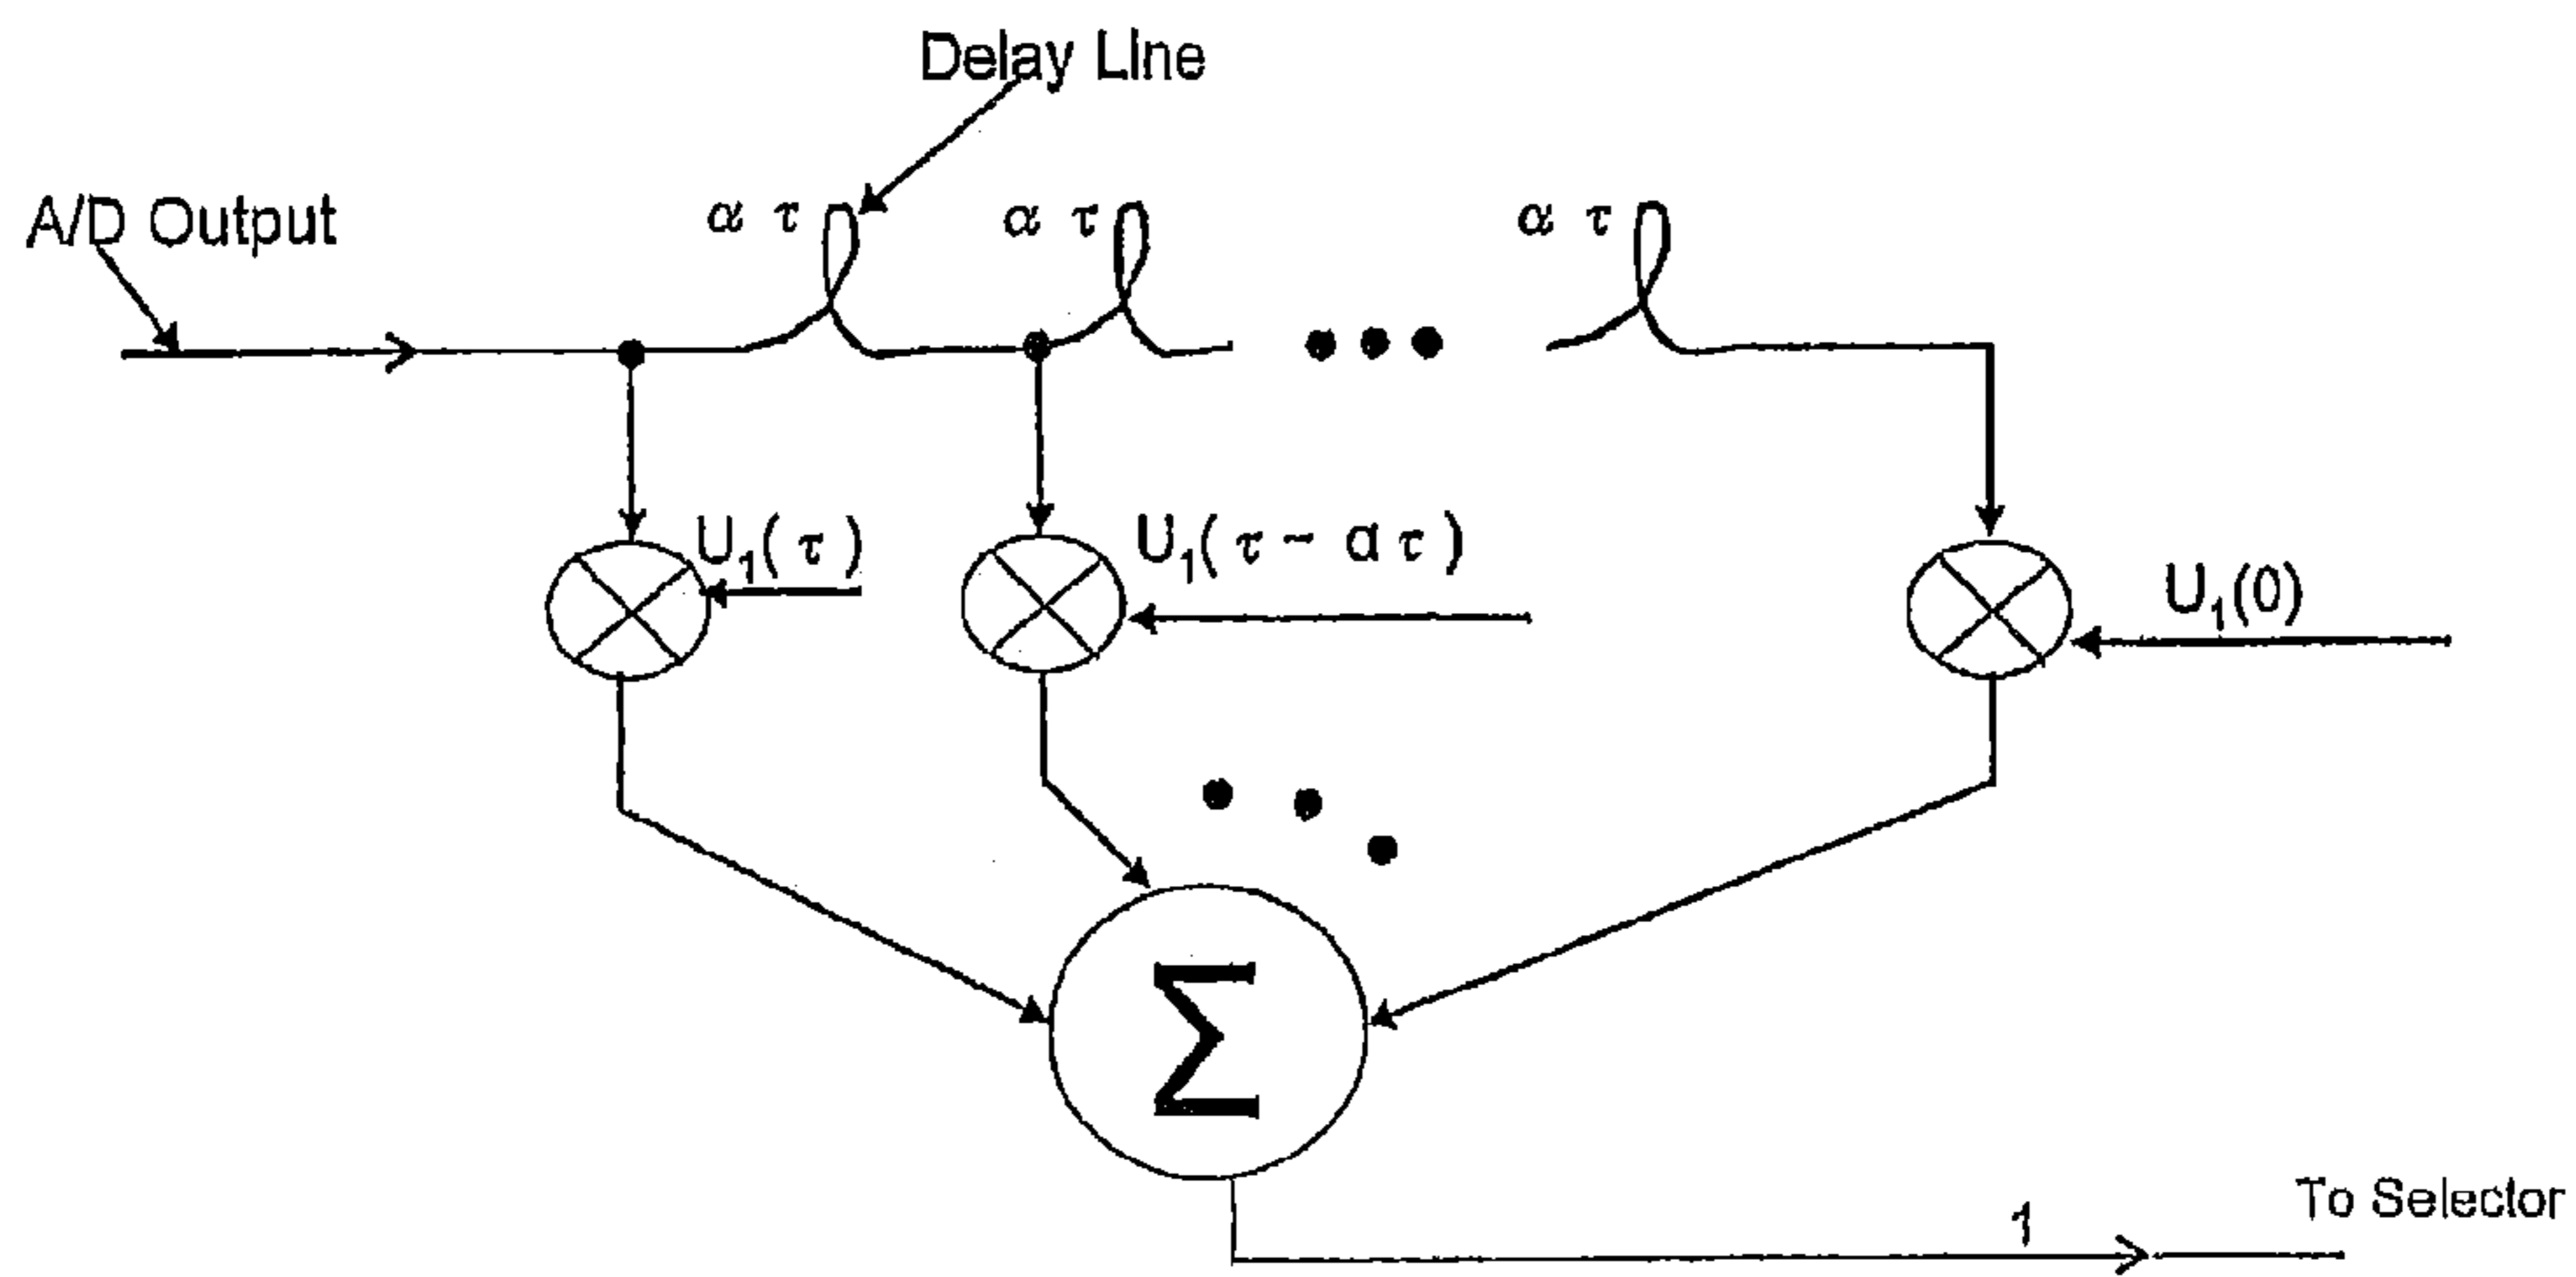 Delay Line
A/D Output
α τ
α τ
α τ
U1(τ)
U1(τ- ατ)
U1(0)
Σ
1
To Selector